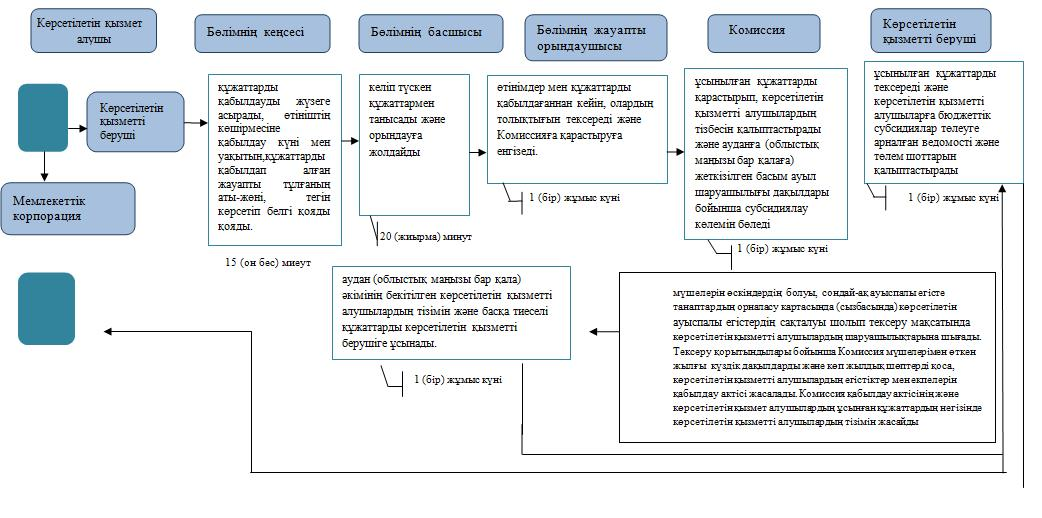 Көрсетілетін қызмет
алушы
Бөлімнің кеңсесі
Бөлімнің басшысы
Бөлімнің жауапты
орындаушысы
Комиссия
Көрсетілетін
қызметті беруші
Көрсетілетін
қызметті
беруші
Мемлекеттік
корпорация
құжаттарды
қабылдауды жүзеге
асырады, өтініштің
көшірмесіне
қабылдау күні мен
уақытын,құжаттарды
қабылдап алған
жауапты тұлғаның
аты-жөні, тегін
көрсетіп белгі қояды
қояды.
15 (он бес) миеут
келіп түскен
құжаттармен
танысады және
орындауға
жолдайды
20 (жиырма) минут
өтінімдер мен құжаттарды
қабылдағаннан кейін, олардың
толықтығын тексереді және
Комиссияға қарастыруға
енгізеді.
1 (бір) жұмыс күні
ұсынылған құжаттарды
қарастырып, көрсетілетін
қызметті алушылардың
тізбесін қалыптастырады
және ауданға (облыстық
маңызы бар қалаға)
жеткізілген басым ауыл
шаруашылығы дақылдары
бойынша субсидиялау
көлемін бөледі
1 (бір) жұмыс күні
ұсынылған құжаттарды
тексереді және
көрсетілетін қызметті
алушыларға бюджеттік
субсидиялар төлеуге
арналған ведомості және
төлем шоттарын
қалыптастырады
1 (бір) жұмыс күні
аудан (облыстық маңызы бар қала)
әкімінің бекітілген көрсетілетін қызметті
алушылардың тізімін және басқа тиеселі
құжаттарды көрсетілетін қызметті
берушіге ұсынады.
1 (бір) жұмыс күні
мүшелерін өскіндердің болуы, сондай-ақ ауыспалы егісте
танаптардың орналасу картасында (сызбасында) көрсетілетін
ауыспалы егістердің сақталуы шолып тексеру мақсатында
көрсетілетін қызметті алушылардың шаруашылықтарына шығады.
Тексеру қорытындылары бойынша Комиссия мүшелерімен өткен
жылғы күздік дақылдарды және көп жылдық шөптерді қоса,
көрсетілетін қызметті алушылардың егістіктер мен екпелерін
қабылдау актісі жасалады. Комиссия қабылдау актісінің және
көрсетілетін қызмет алушылардың ұсынған құжаттардың негізінде
көрсетілетін қызметті алушылардың тізімін жасайды